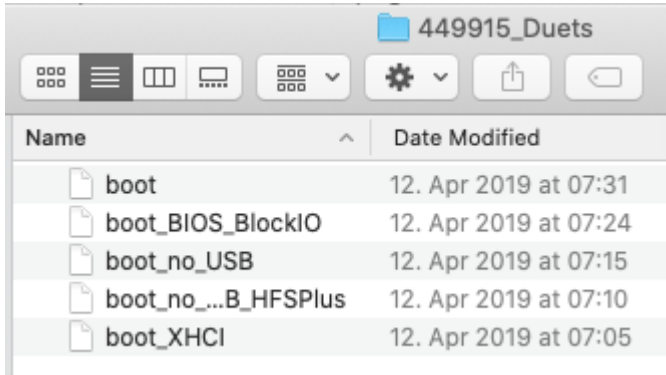 449915_Duets
Name Date Modified
boot 12. Apr 2019 at 07:31
boot_BIOS_BlockIO 12. Apr 2019 at 07:24
boot_no_USB 12. Apr 2019 at 07:15
boot_no_...B_HFSPlus 12. Apr 2019 at 07:10
boot_XHCI 12. Apr 2019 at 07:05